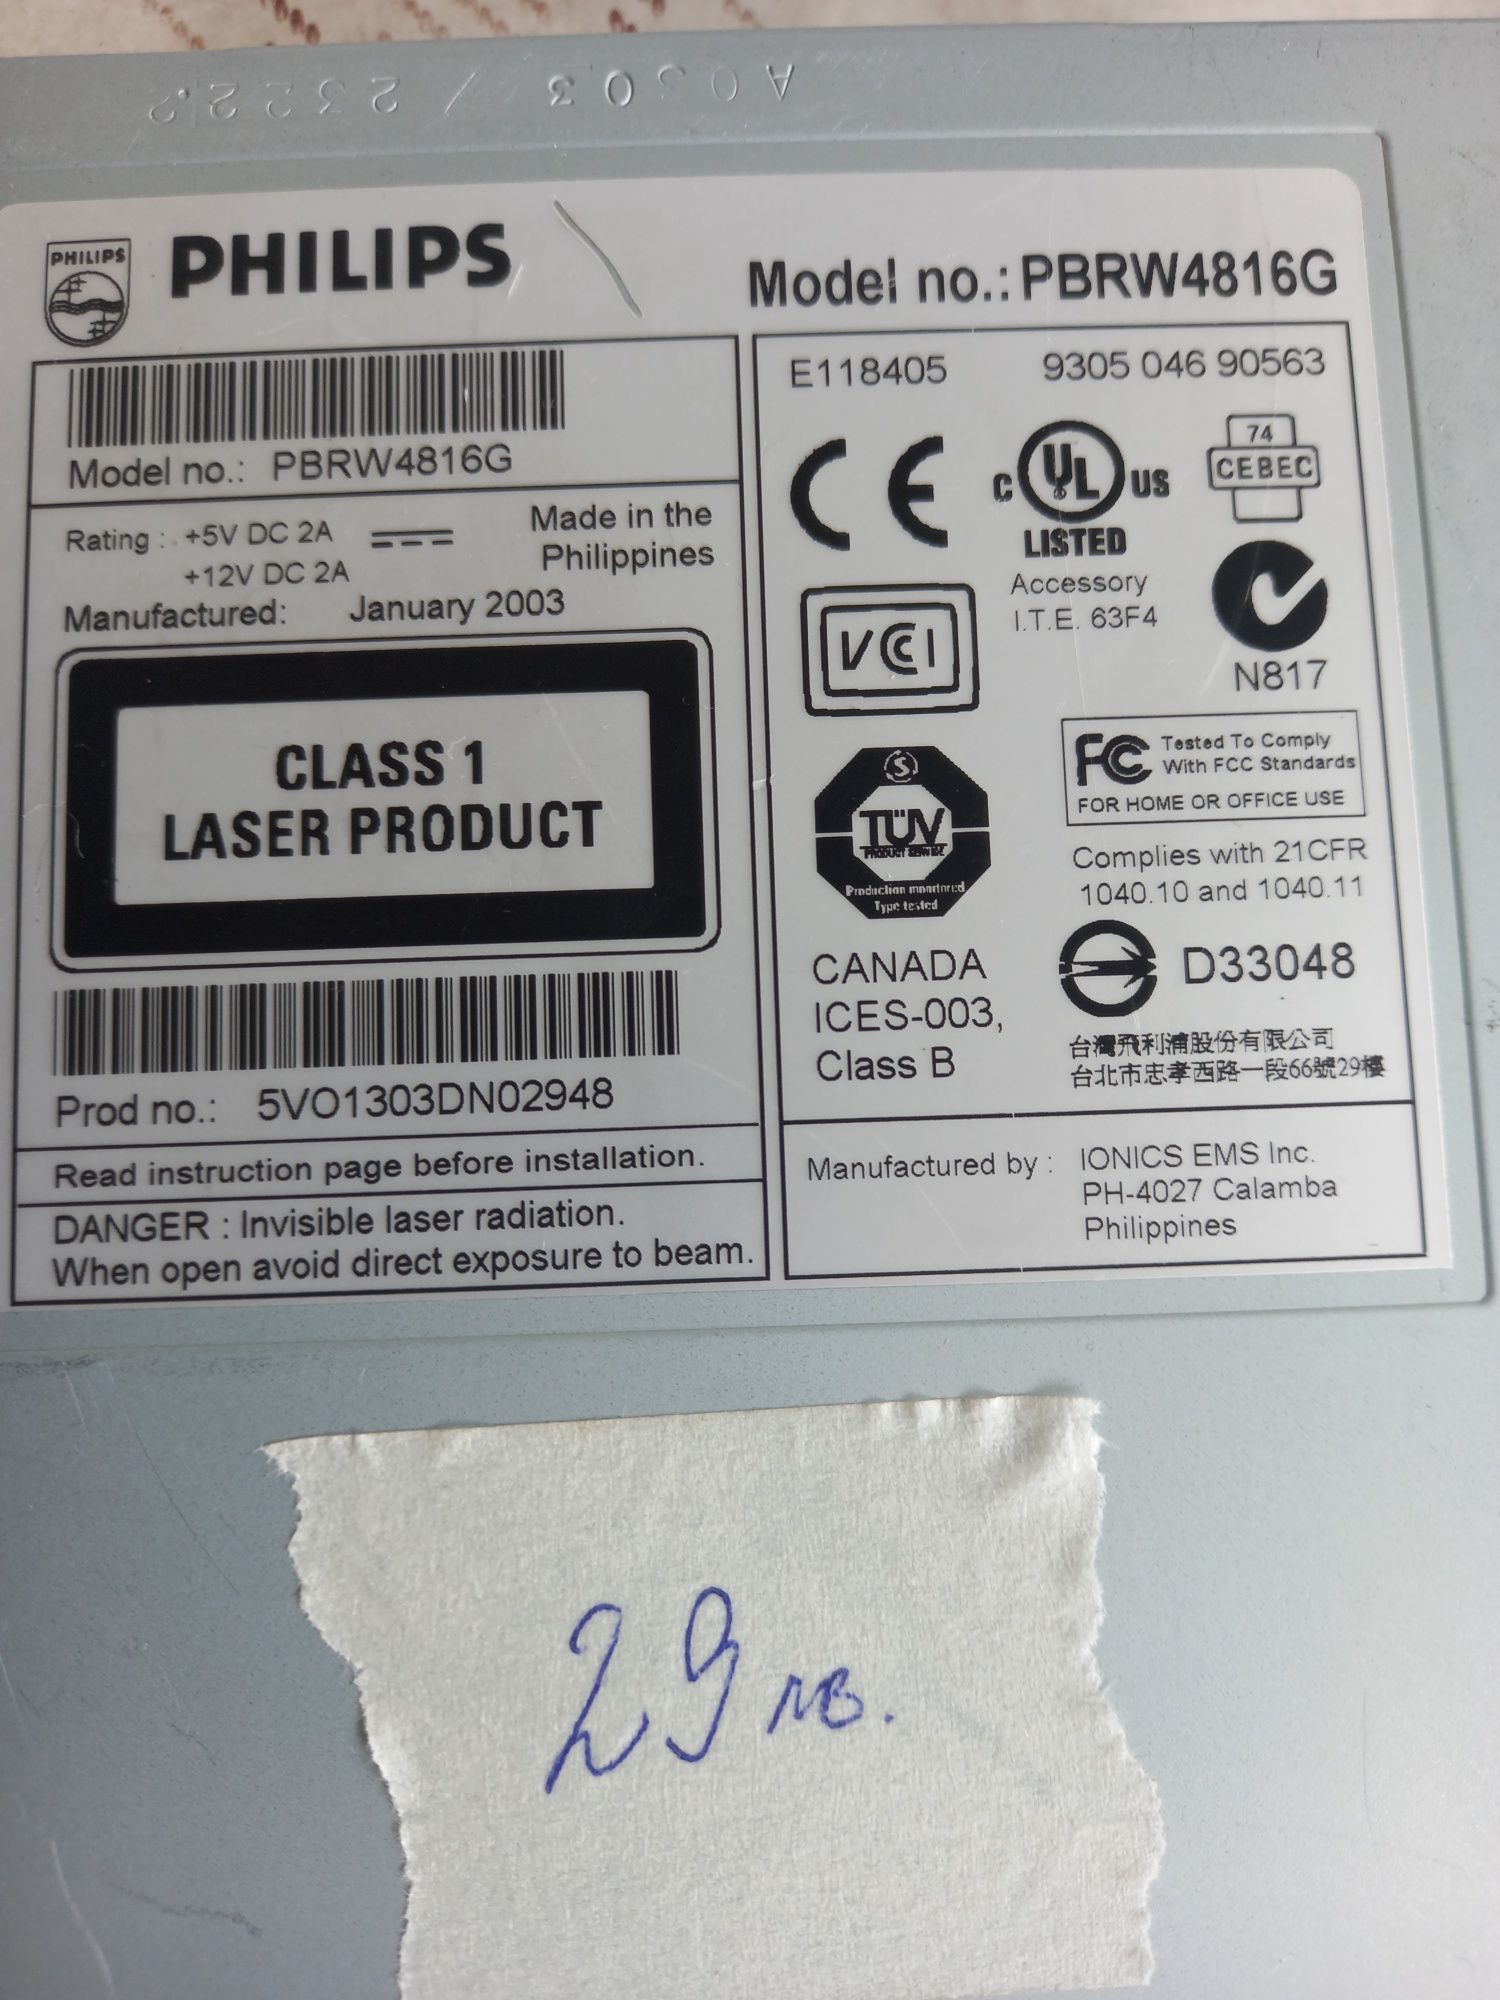 A0303 / 23222
PHILIPS
PHILIPS
Model no.: PBRW4816G
Model no.: PBRW4816G
Rating : +5V DC 2A
+12V DC 2A
Made in the
Philippines
Manufactured: January 2003
CLASS 1
LASER PRODUCT
Prod no.: 5VO1303DN02948
Read instruction page before installation.
DANGER : Invisible laser radiation.
When open avoid direct exposure to beam.
E118405 9305 046 90563
CE
C UL US
LISTED
Accessory
I.T.E. 63F4
74
CEBEC
N817
VCCI
S
TÜV
PRODUCT SERVICE
Production monitored
Type tested
FC Tested To Comply
With FCC Standards
FOR HOME OR OFFICE USE
Complies with 21CFR
1040.10 and 1040.11
CANADA
ICES-003,
Class B
D33048
台灣飛利浦股份有限公司
台北市忠孝西路一段66號29樓
Manufactured by : IONICS EMS Inc.
PH-4027 Calamba
Philippines
29 лв.